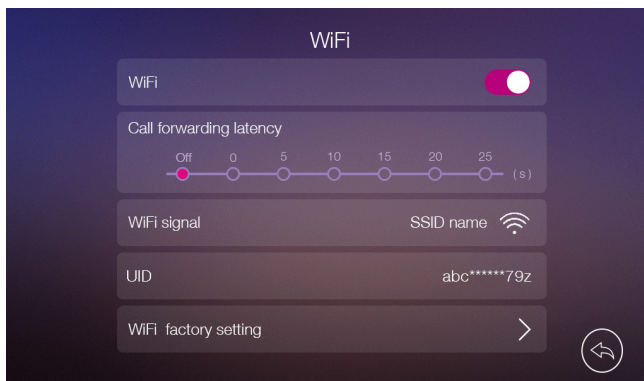 WiFi
WiFi
Call forwarding latency
Off 0 5 10 15 20 25 (s)
WiFi signal SSID name
UID abc******79z
WiFi factory setting